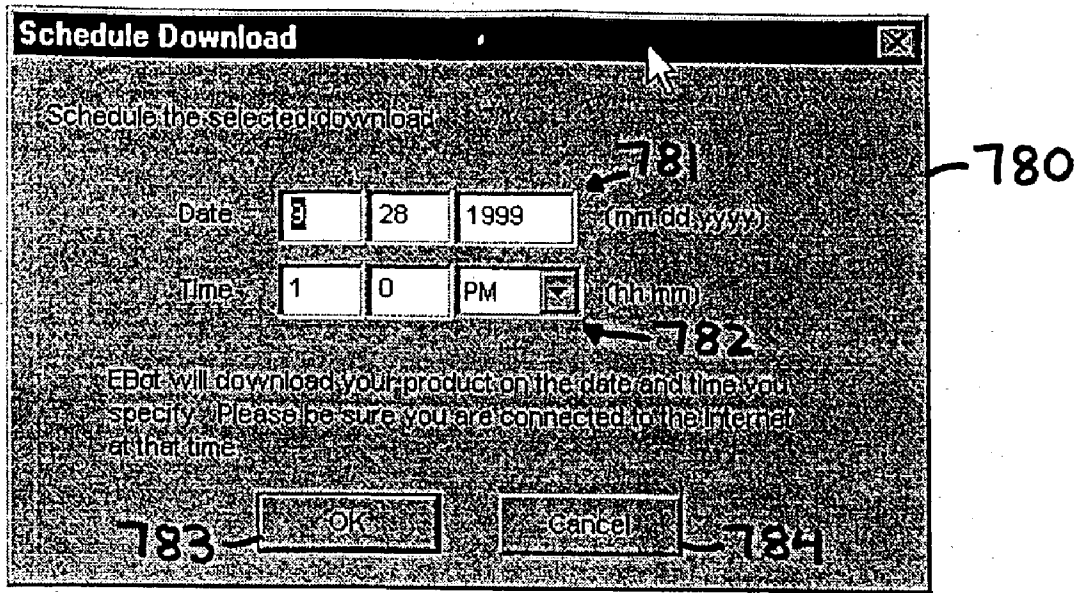 Schedule Download
Schedule the selected download
781
780
Date 28 1999 (mm.dd.yyyy)
Time 1 0 PM (hh:mm)
782
EBot will download your product on the date and time you
specify. Please be sure you are connected to the Internet
at that time.
OK Cancel
783 784